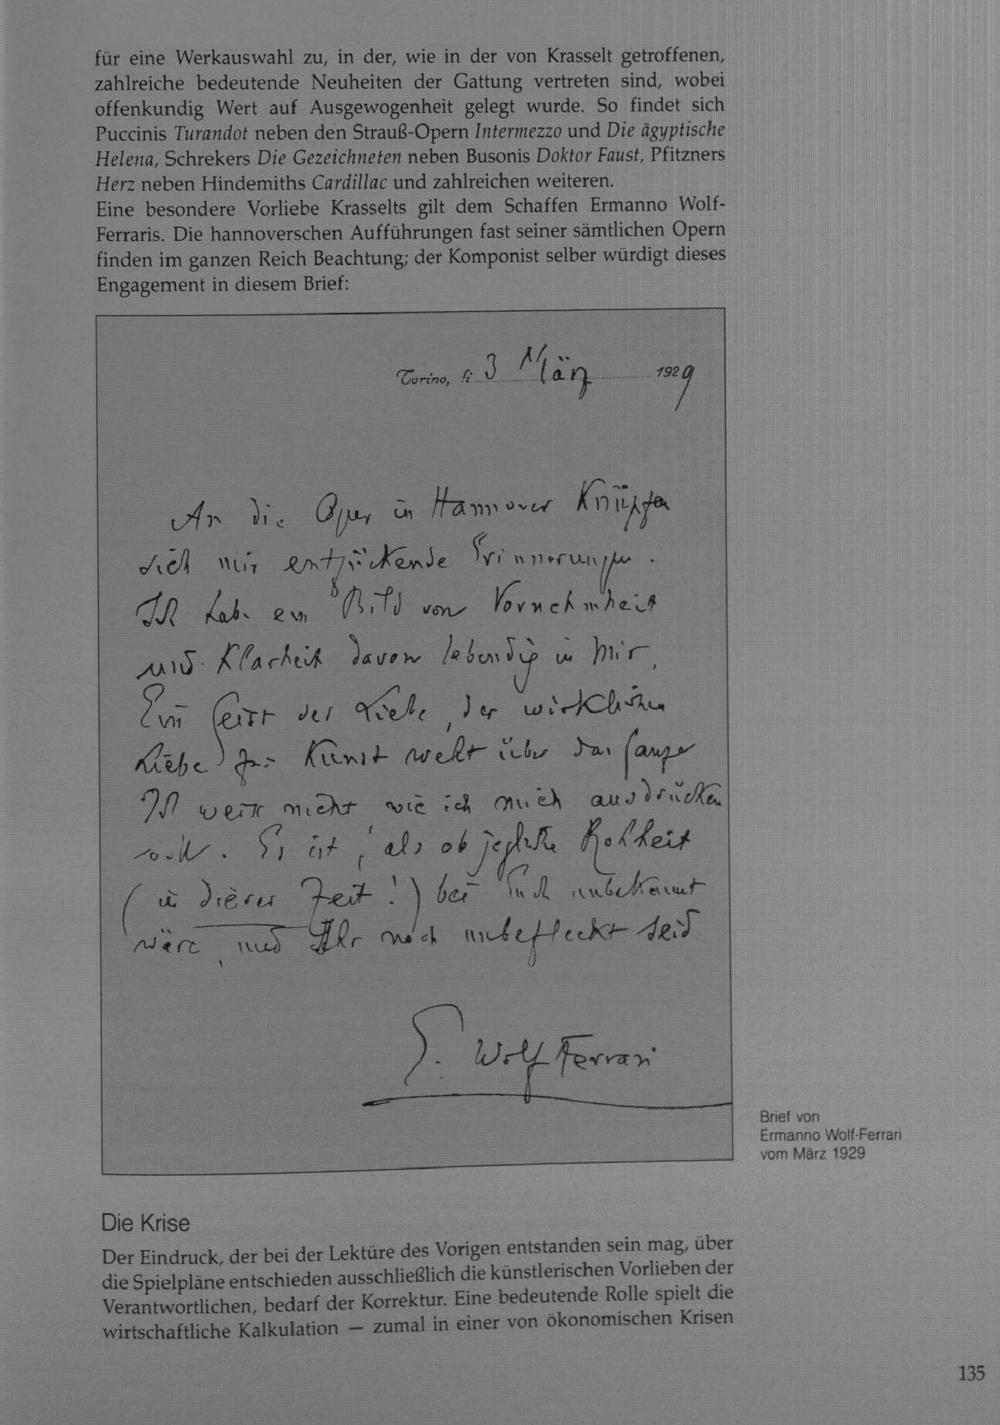 für eine Werkauswahl zu, in der, wie in der von Krasselt getroffenen,
zahlreiche bedeutende Neuheiten der Gattung vertreten sind, wobei
offenkundig Wert auf Ausgewogenheit gelegt wurde. So findet sich
Puccinis Turandot neben den Strauß-Opern Intermezzo und Die ägyptische
Helena, Schrekers Die Gezeichneten neben Busonis Doktor Faust, Pfitzners
Herz neben Hindemiths Cardillac und zahlreichen weiteren.
Eine besondere Vorliebe Krasselts gilt dem Schaffen Ermanno Wolf-
Ferraris. Die hannoverschen Aufführungen fast seiner sämtlichen Opern
finden im ganzen Reich Beachtung; der Komponist selber würdigt dieses
Engagement in diesem Brief:
Torino, li 3 März 1929
An die Oper in Hannover Knüpfen
sich mir entzückende Erinnerungen.
Ich habe ein Bild von Vornehmheit
und Klarheit davon lebendig in mir.
Ein Geist der Liebe, der wirklichen
Liebe zur Kunst weht über das Ganze
Ich weiss nicht wie ich mich ausdrücken
soll. Es ist, als ob jegliche Rohheit
(in dieser Zeit!) bei Euch unbekannt
wäre, und Ihr noch unbefleckt seid
E. Wolf Ferrari
Brief von
Ermanno Wolf-Ferrari
vom März 1929
Die Krise
Der Eindruck, der bei der Lektüre des Vorigen entstanden sein mag, über
die Spielpläne entschieden ausschließlich die künstlerischen Vorlieben der
Verantwortlichen, bedarf der Korrektur. Eine bedeutende Rolle spielt die
wirtschaftliche Kalkulation — zumal in einer von ökonomischen Krisen
135